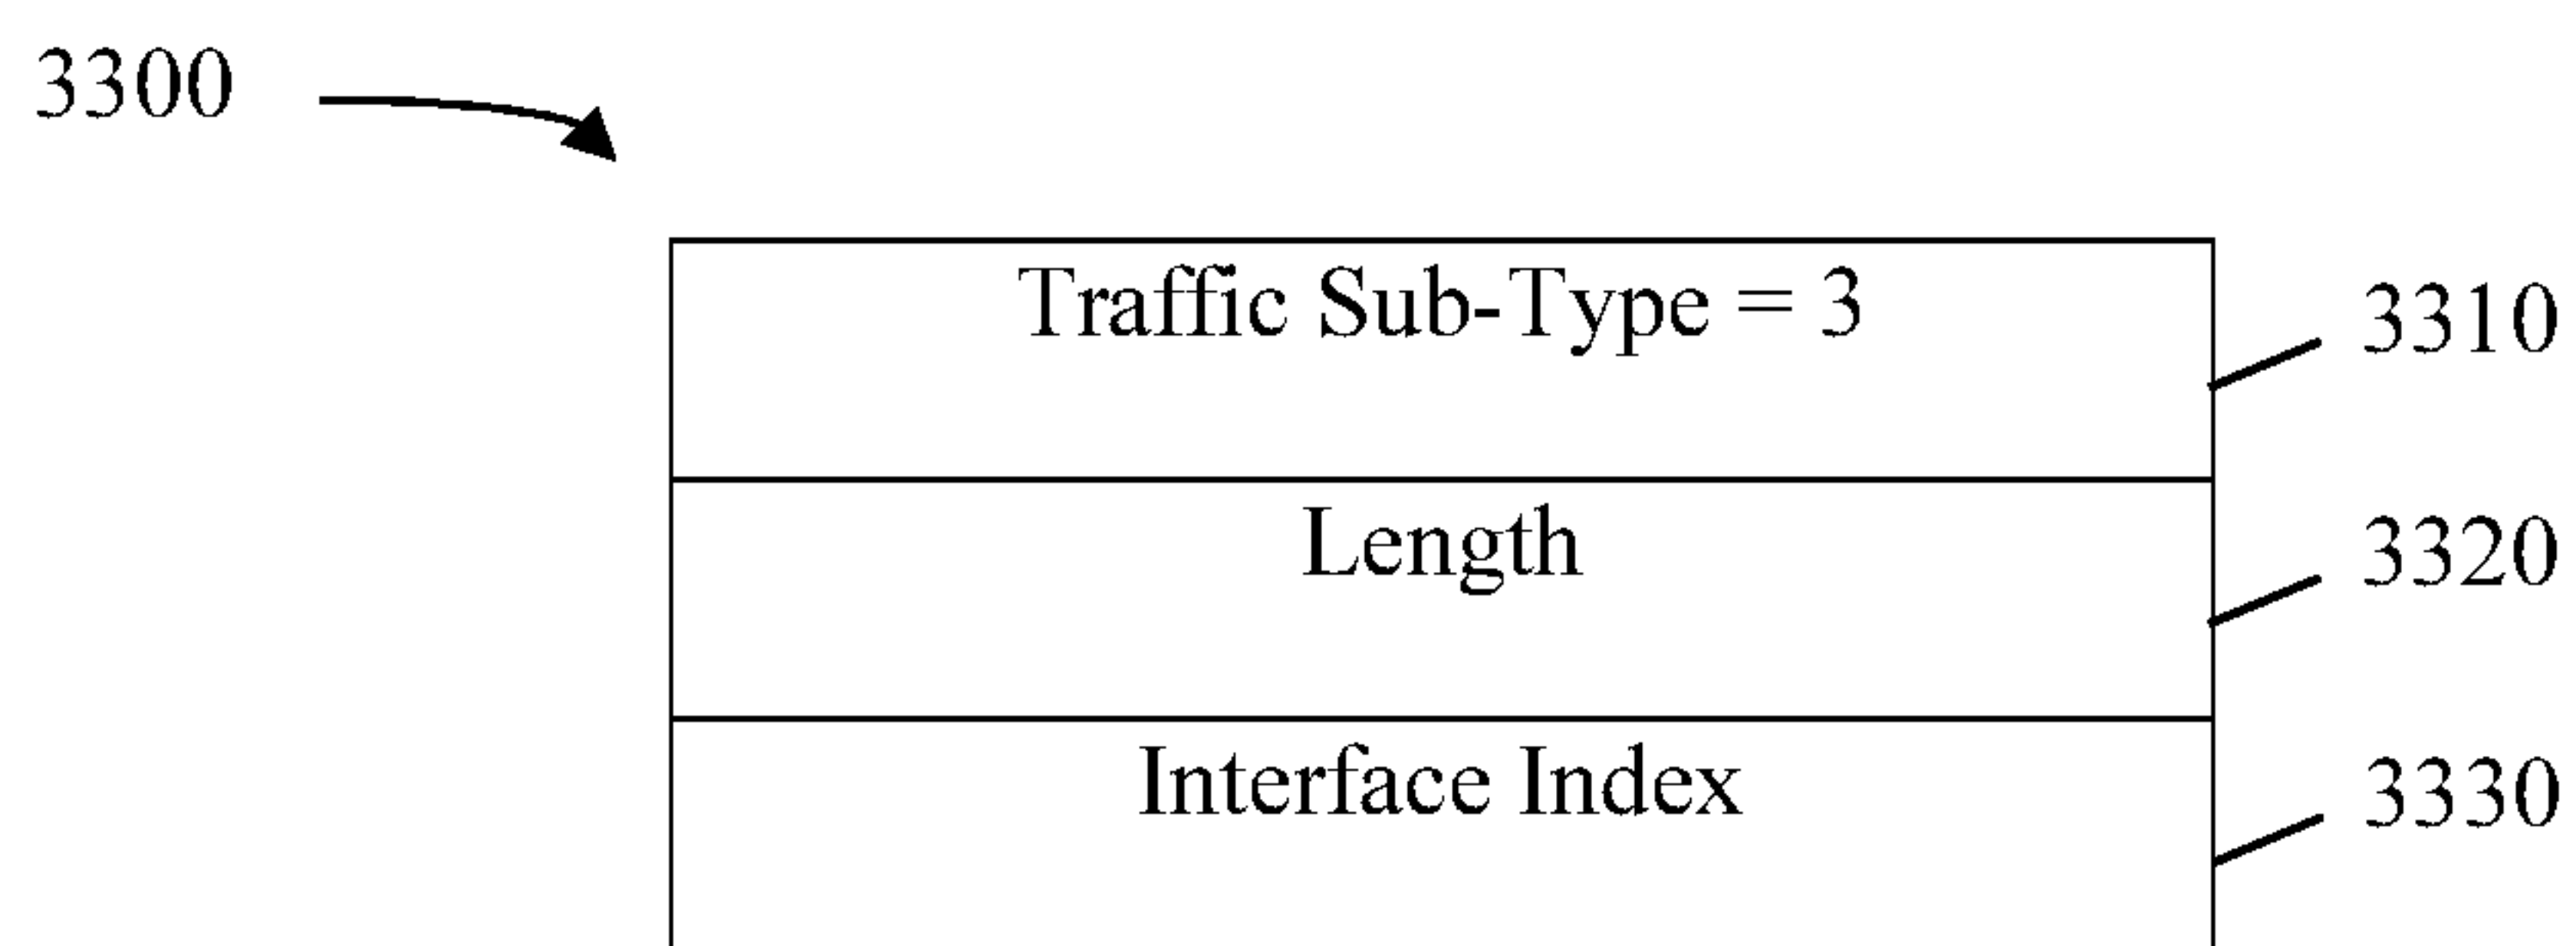 3300
Traffic Sub-Type = 3
3310
Length
3320
Interface Index
3330